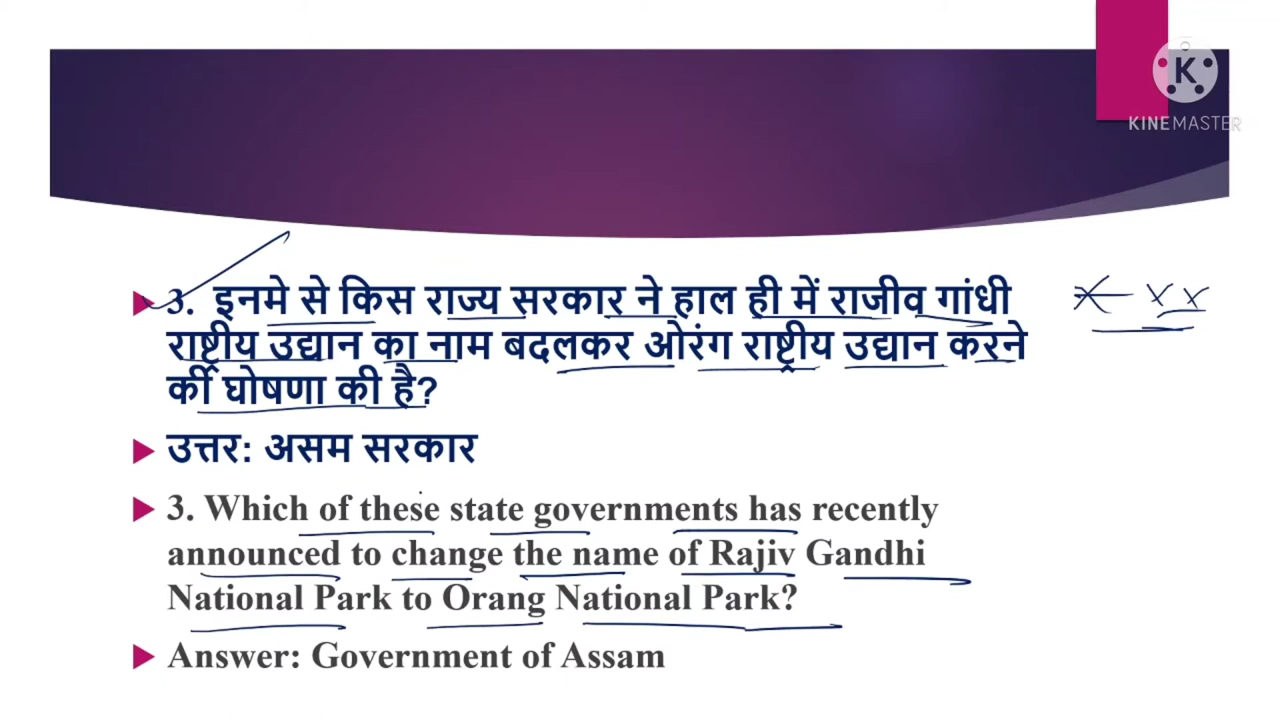 K
KINEMASTER
3. इनमे से किस राज्य सरकार ने हाल ही में राजीव गांधी
राष्ट्रीय उद्यान का नाम बदलकर ओरंग राष्ट्रीय उद्यान करने
की घोषणा की है?
उत्तर: असम सरकार
3. Which of these state governments has recently
announced to change the name of Rajiv Gandhi
National Park to Orang National Park?
Answer: Government of Assam